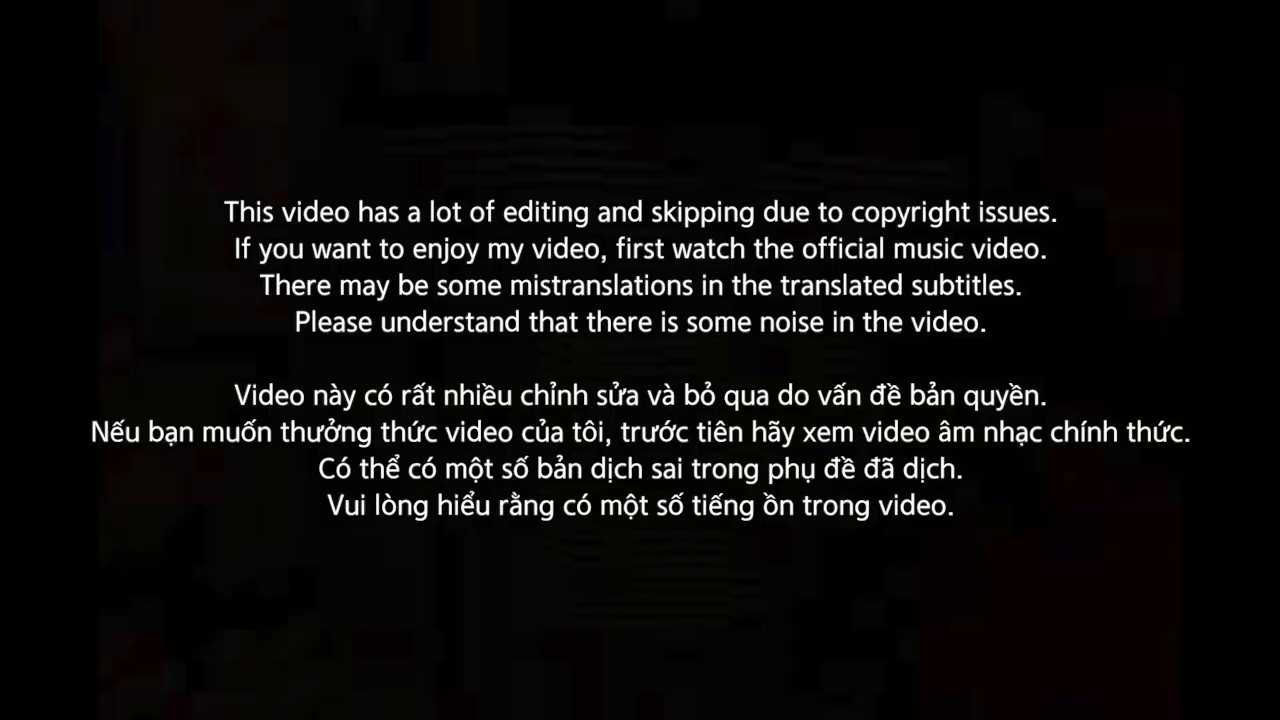 This video has a lot of editing and skipping due to copyright issues.
If you want to enjoy my video, first watch the official music video.
There may be some mistranslations in the translated subtitles.
Please understand that there is some noise in the video.
Video này có rất nhiều chỉnh sửa và bỏ qua do vấn đề bản quyền.
Nếu bạn muốn thưởng thức video của tôi, trước tiên hãy xem video âm nhạc chính thức.
Có thể có một số bản dịch sai trong phụ đề đã dịch.
Vui lòng hiểu rằng có một số tiếng ồn trong video.